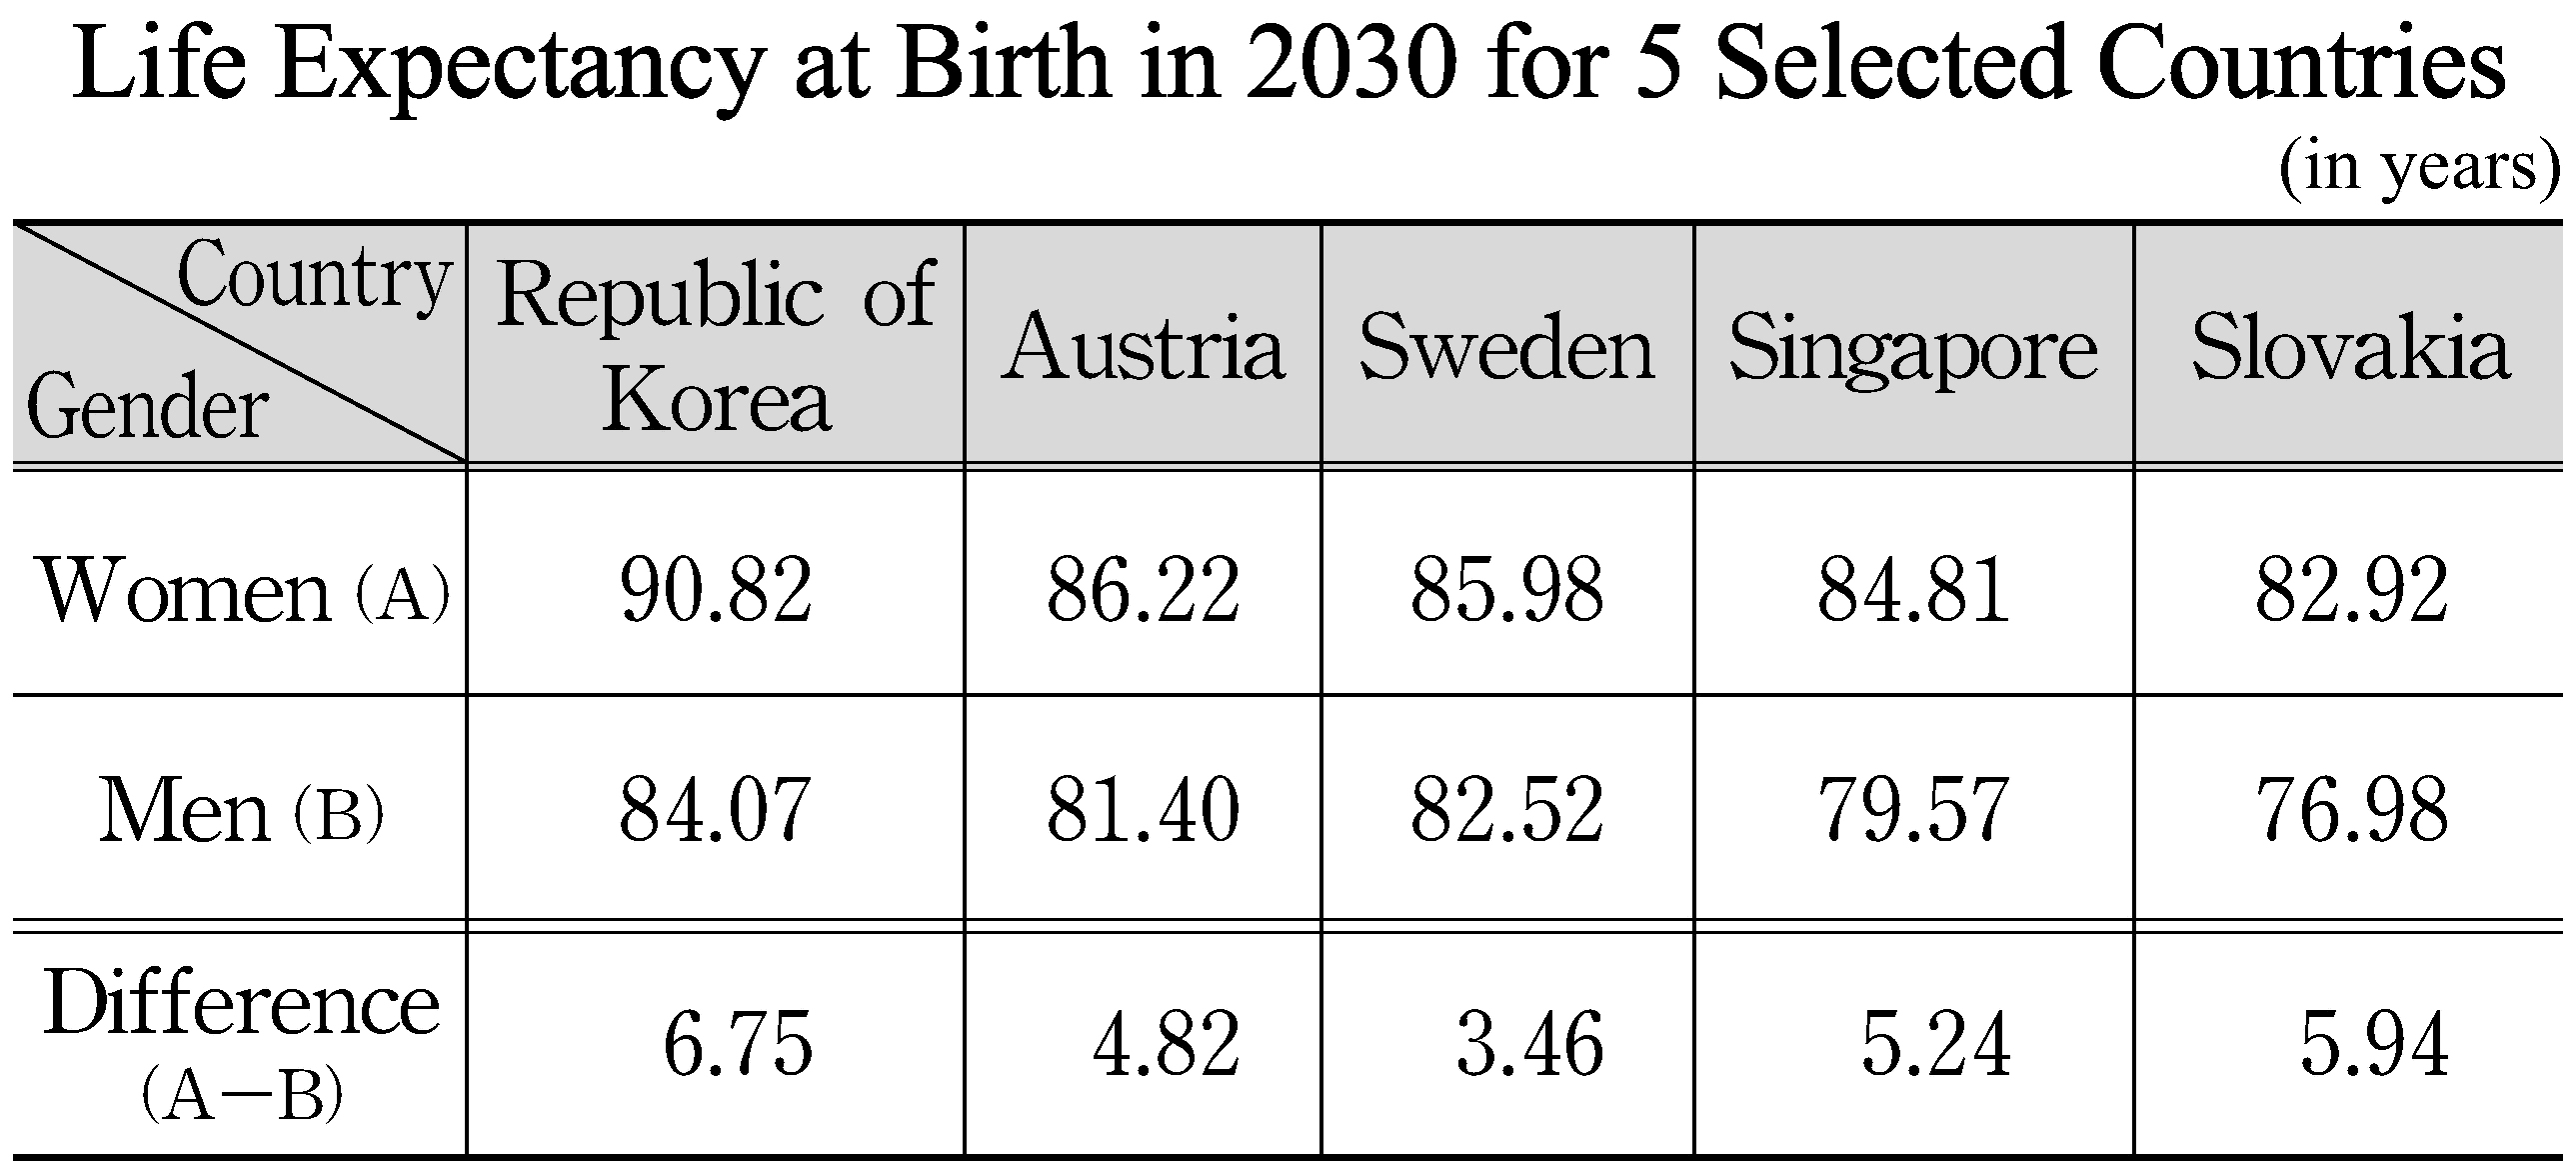 Life Expectancy at Birth in 2030 for 5 Selected Countries
(in years)
Country
Gender
Republic of
Korea
Austria
Sweden
Singapore
Slovakia
Women (A) 90.82 86.22 85.98 84.81 82.92
Men (B) 84.07 81.40 82.52 79.57 76.98
Difference
(A−B)
6.75 4.82 3.46 5.24 5.94